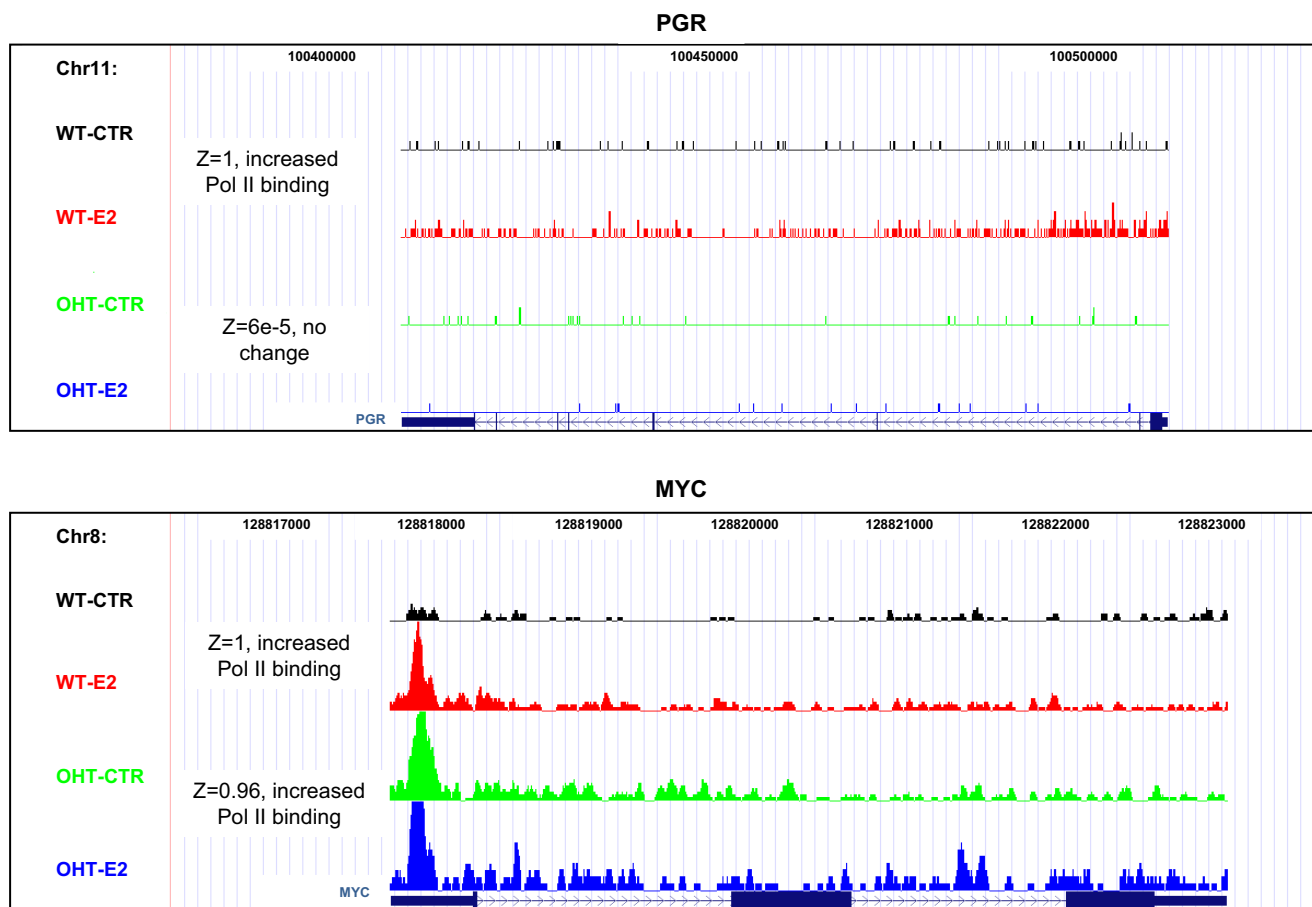 PGR
100400000 100450000 100500000
Chr11:
WT-CTR
Z=1, increased
Pol II binding
WT-E2
OHT-CTR
Z=6e-5, no
change
OHT-E2
PGR
MYC
128817000 128818000 128819000 128820000 128821000 128822000 128823000
Chr8:
WT-CTR
Z=1, increased
Pol II binding
WT-E2
OHT-CTR
Z=0.96, increased
Pol II binding
OHT-E2
MYC